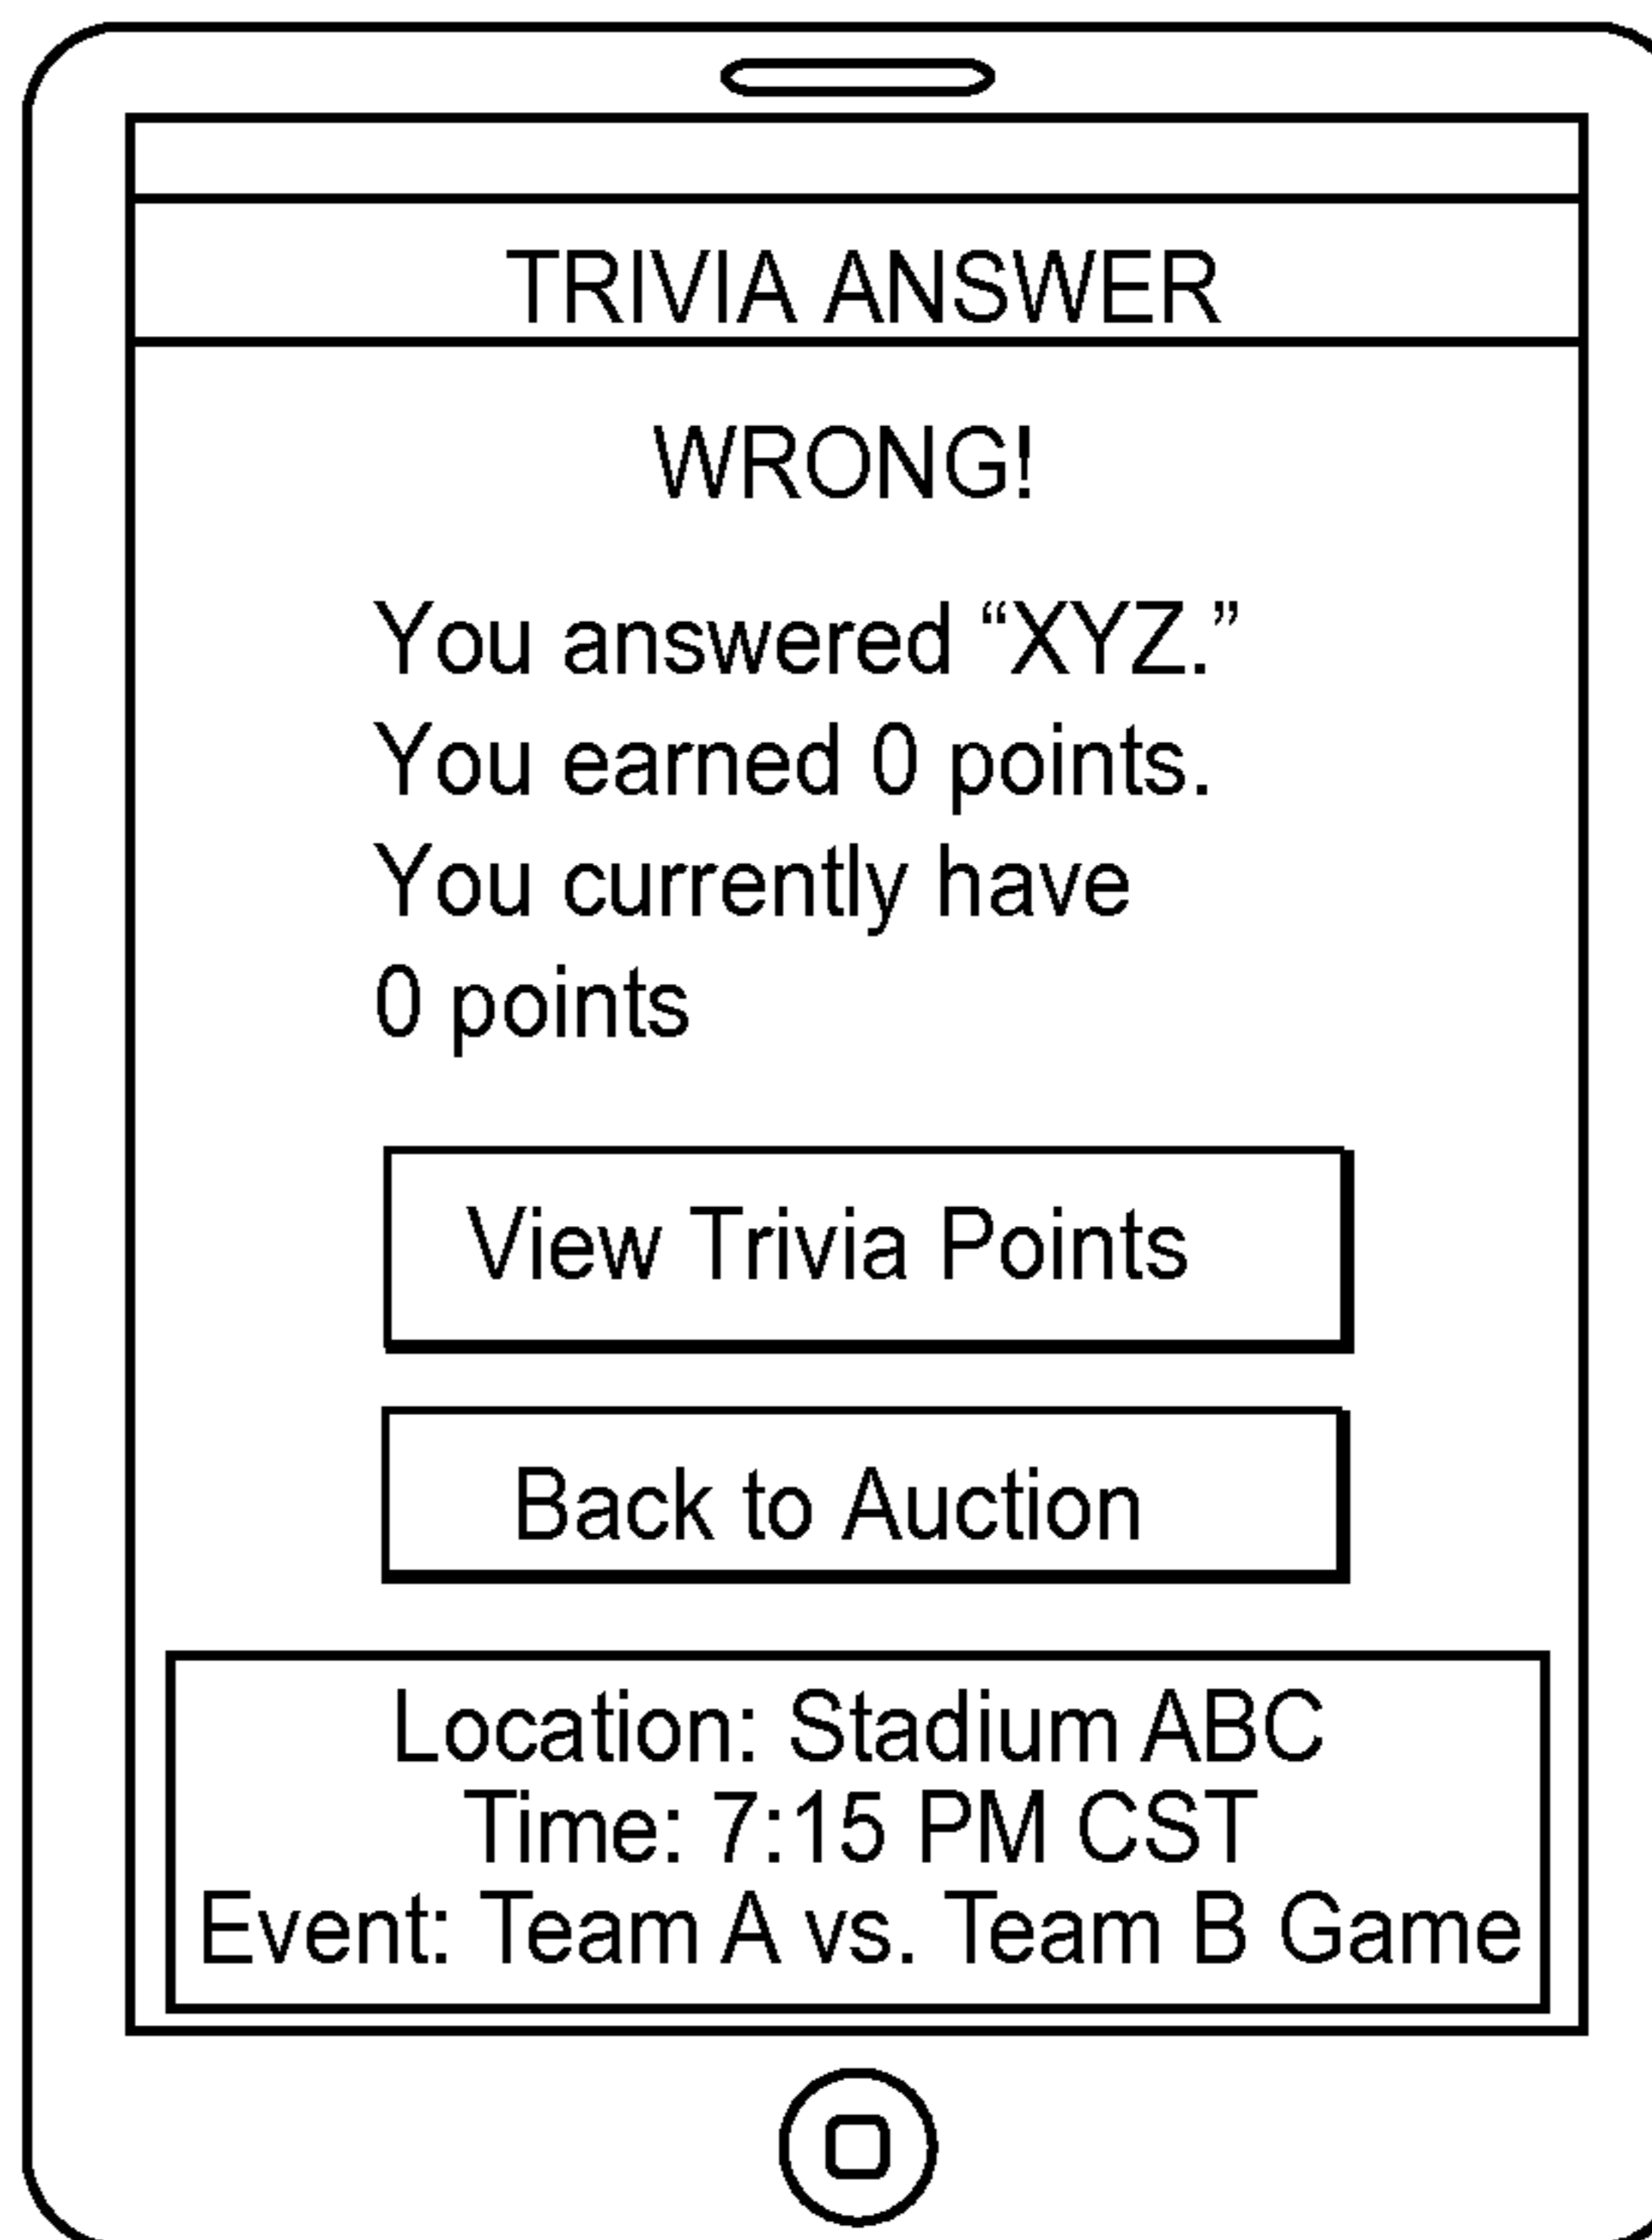 TRIVIA ANSWER
WRONG!
You answered “XYZ.”
You earned 0 points.
You currently have
0 points
View Trivia Points
Back to Auction
Location: Stadium ABC
Time: 7:15 PM CST
Event: Team A vs. Team B Game